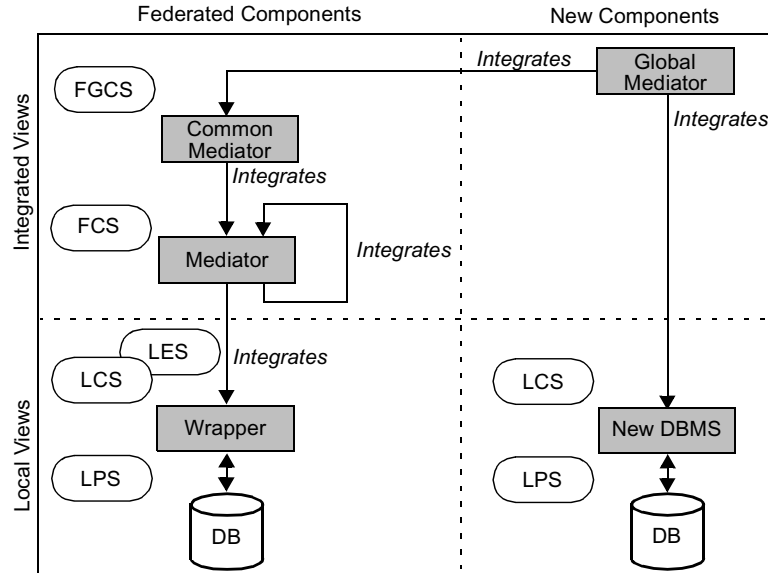 Federated Components
New Components
Integrated Views
Local Views
FGCS
Integrates
Global
Mediator
Common
Mediator
Integrates
Integrates
FCS
Mediator
Integrates
LES
LCS
Integrates
LCS
Wrapper
New DBMS
LPS
LPS
DB
DB